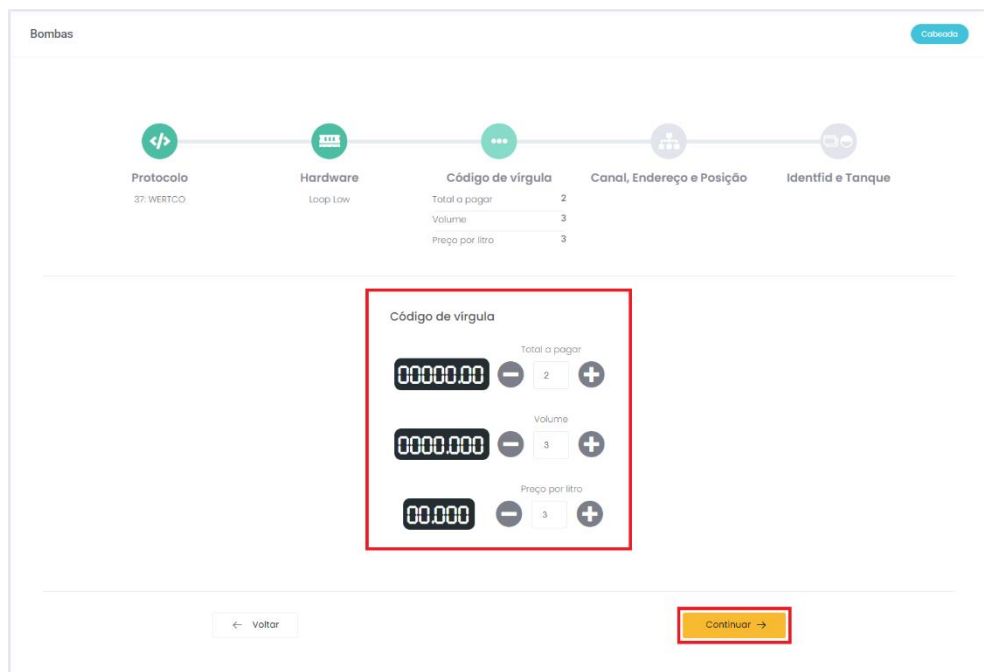 Bombas
Cabeada
Protocolo
Hardware
Código de vírgula
Canal, Endereço e Posição
Identfid e Tanque
37: WERTCO
Loop Low
Total a pagar 2
Volume 3
Preço por litro 3
Código de vírgula
Total a pagar
00000.00 2
Volume
0000.000 3
Preço por litro
00.000 3
← Voltar
Continuar →